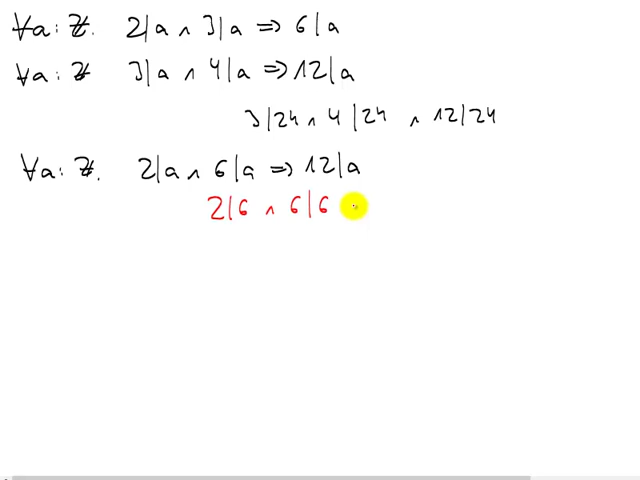 ∀a: ℤ. 2|a ∧ 3|a ⇒ 6|a
∀a: ℤ 3|a ∧ 4|a ⇒ 12|a
3|24 ∧ 4|24 ∧ 12|24
∀a: ℤ. 2|a ∧ 6|a ⇒ 12|a
2|6 ∧ 6|6